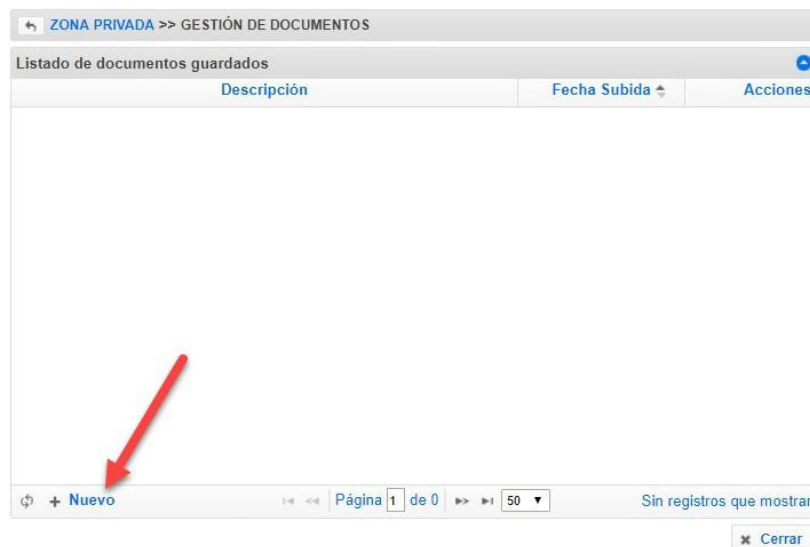 ZONA PRIVADA >> GESTIÓN DE DOCUMENTOS
Listado de documentos guardados
Descripción Fecha Subida Acciones
+ Nuevo Página 1 de 0 50 Sin registros que mostrar
Cerrar